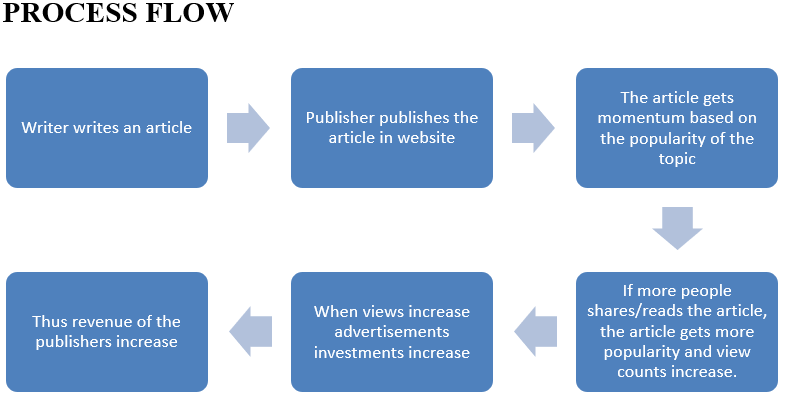 PROCESS FLOW
Writer writes an article
Publisher publishes the
article in website
The article gets
momentum based on
the popularity of the
topic
If more people
shares/reads the article,
the article gets more
popularity and view
counts increase.
When views increase
advertisements
investments increase
Thus revenue of the
publishers increase